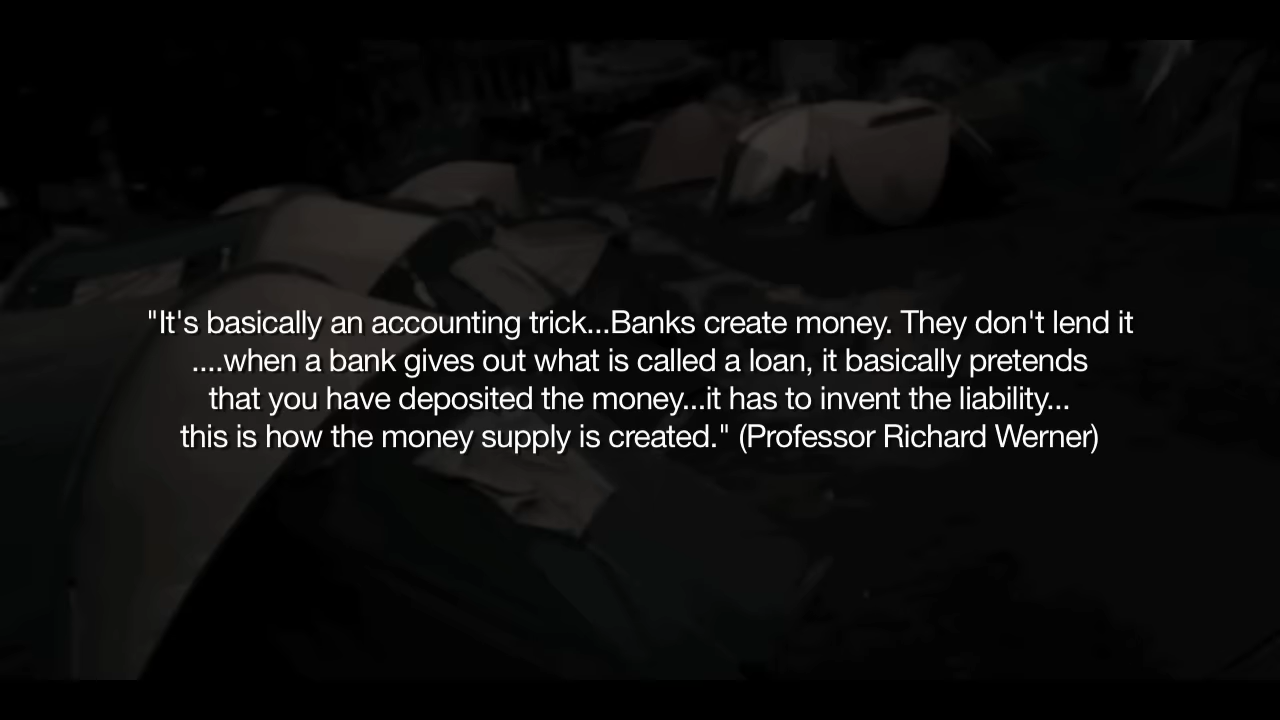 "It's basically an accounting trick...Banks create money. They don't lend it
....when a bank gives out what is called a loan, it basically pretends
that you have deposited the money...it has to invent the liability...
this is how the money supply is created." (Professor Richard Werner)